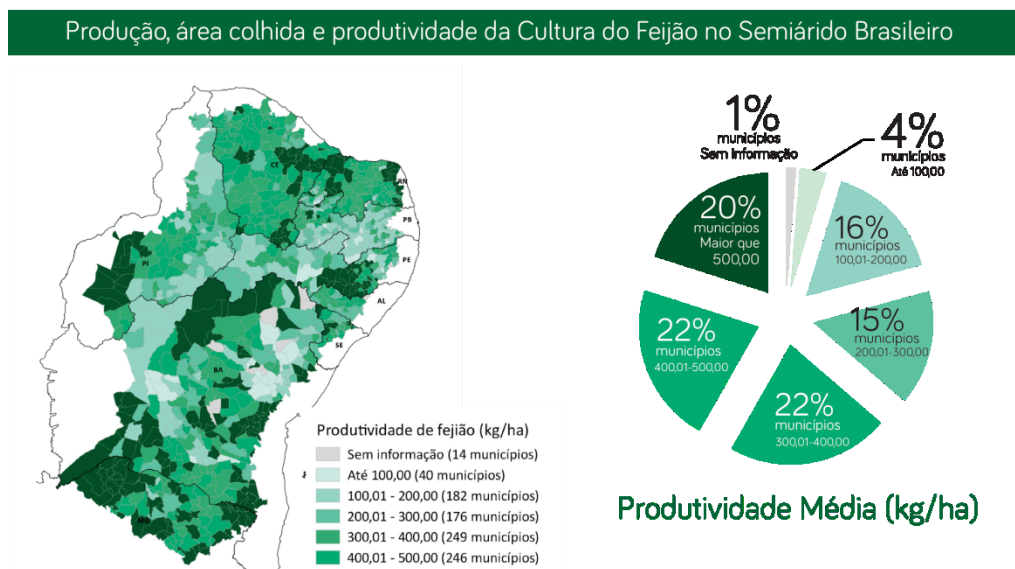 Produção, área colhida e produtividade da Cultura do Feijão no Semiárido Brasileiro
CE
RN
PB
PE
PI
AL
SE
BA
MG
Produtividade de feijião (kg/ha)
Sem informação (14 municípios)
Até 100,00 (40 municípios)
100,01 - 200,00 (182 municípios)
200,01 - 300,00 (176 municípios)
300,01 - 400,00 (249 municípios)
400,01 - 500,00 (246 municípios)
1%
municípios
Sem Informação
4%
municípios
Até 100,00
20%
municípios
Maior que
500,00
16%
municípios
100,01-200,00
22%
municípios
400,01-500,00
15%
municípios
200,01-300,00
22%
municípios
300,01-400,00
Produtividade Média (kg/ha)